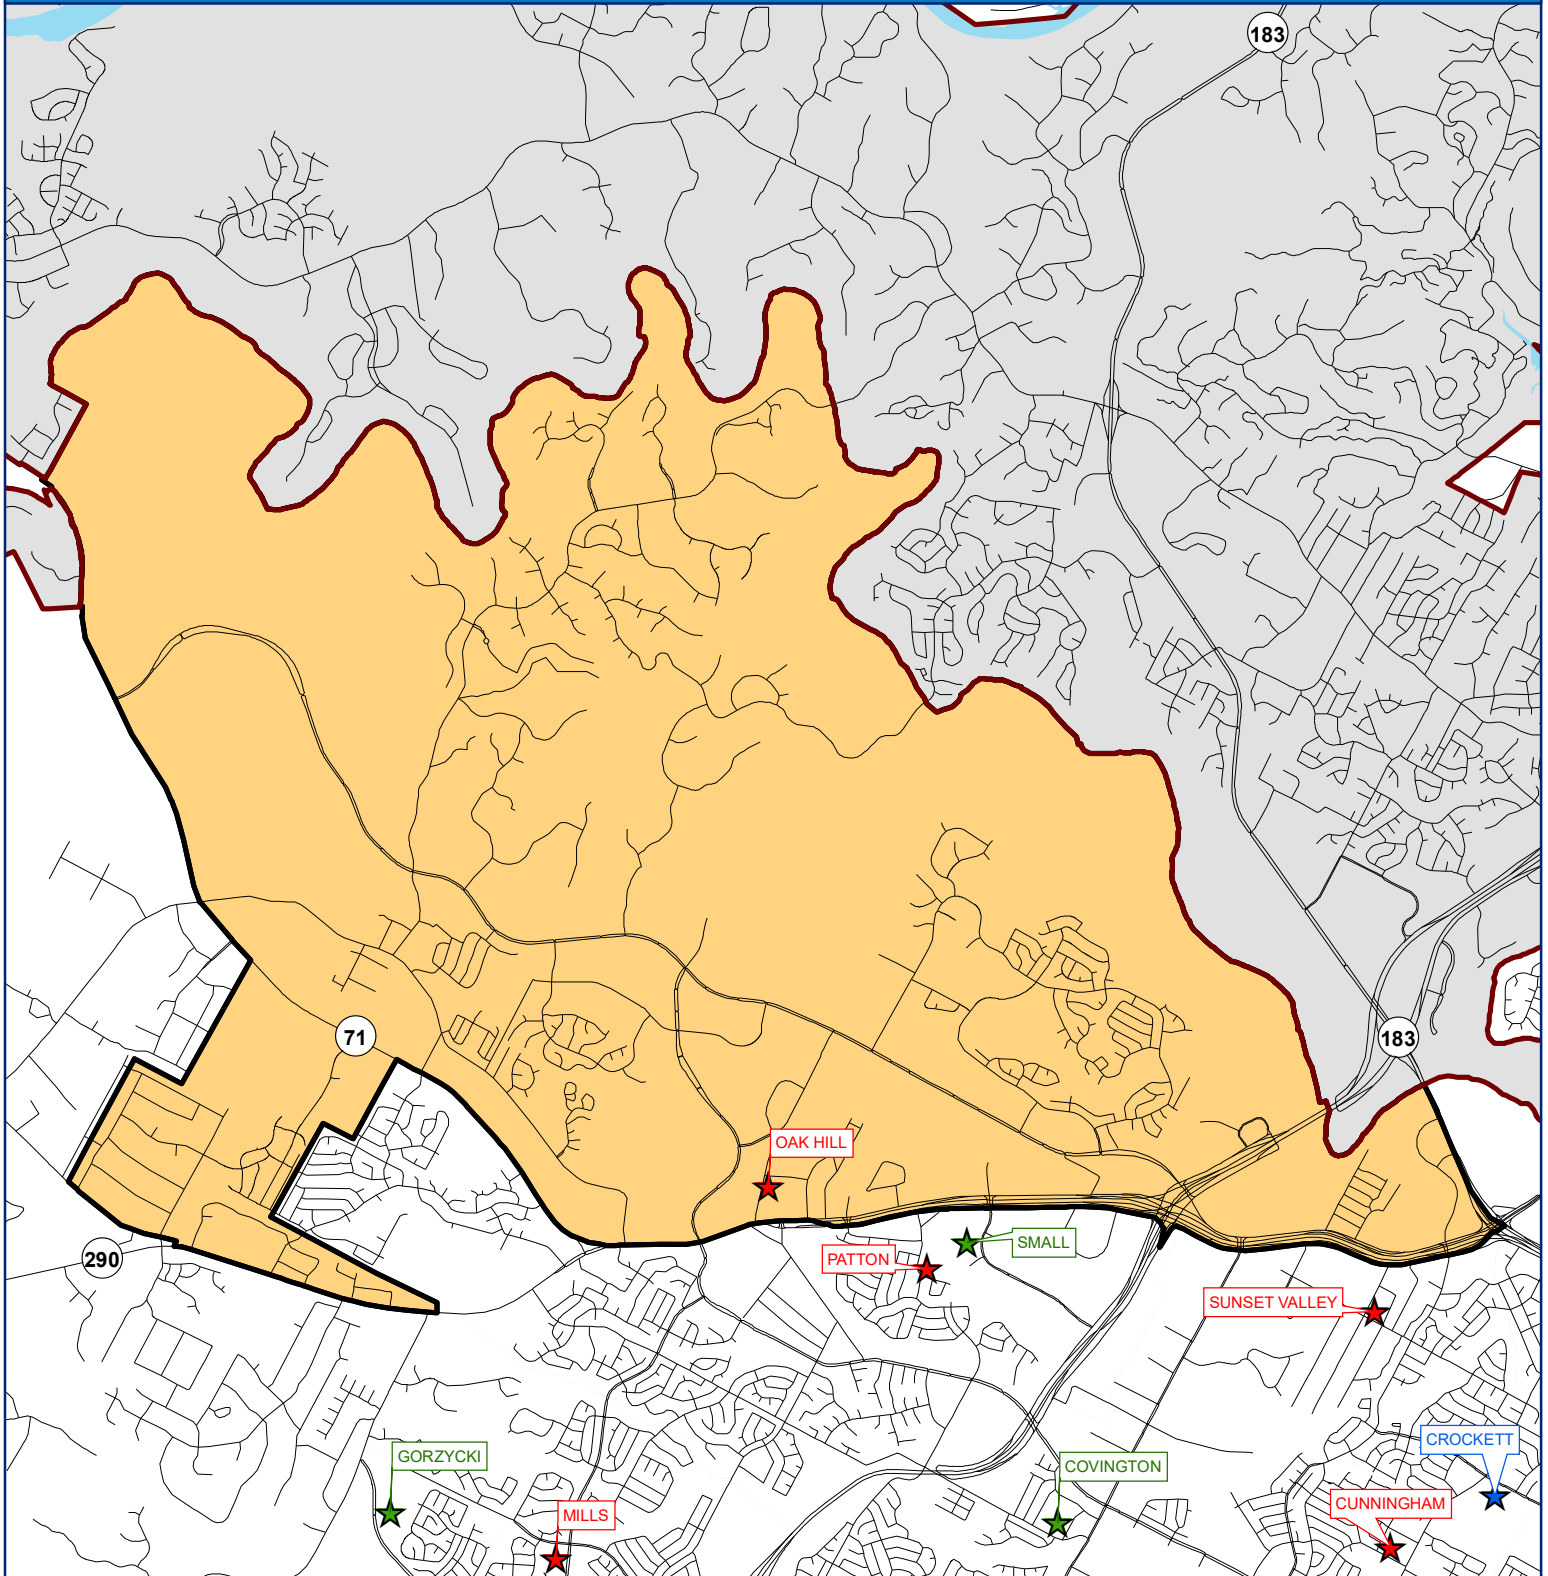 183
183
71
OAK HILL
SMALL
PATTON
290
SUNSET VALLEY
CROCKETT
GORZYCKI
COVINGTON
CUNNINGHAM
MILLS